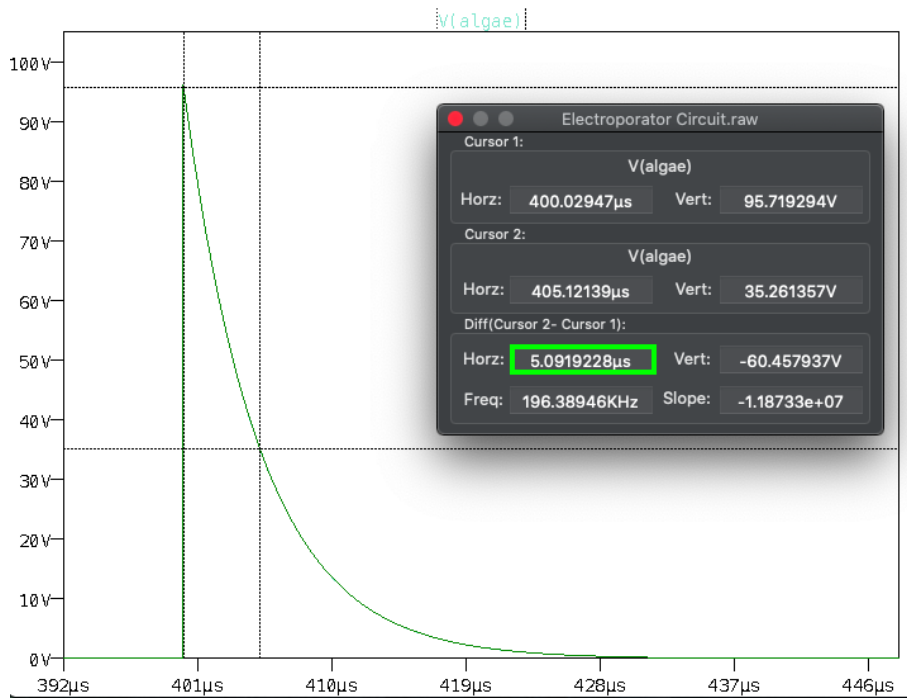 V(algae)
100V
90V
80V
70V
60V
50V
40V
30V
20V
10V
0V
392µs 401µs 410µs 419µs 428µs 437µs 446µs
Electroporator Circuit.raw
Cursor 1:
V(algae)
Horz: 400.02947µs Vert: 95.719294V
Cursor 2:
V(algae)
Horz: 405.12139µs Vert: 35.261357V
Diff(Cursor 2- Cursor 1):
Horz: 5.0919228µs Vert: -60.457937V
Freq: 196.38946KHz Slope: -1.18733e+07